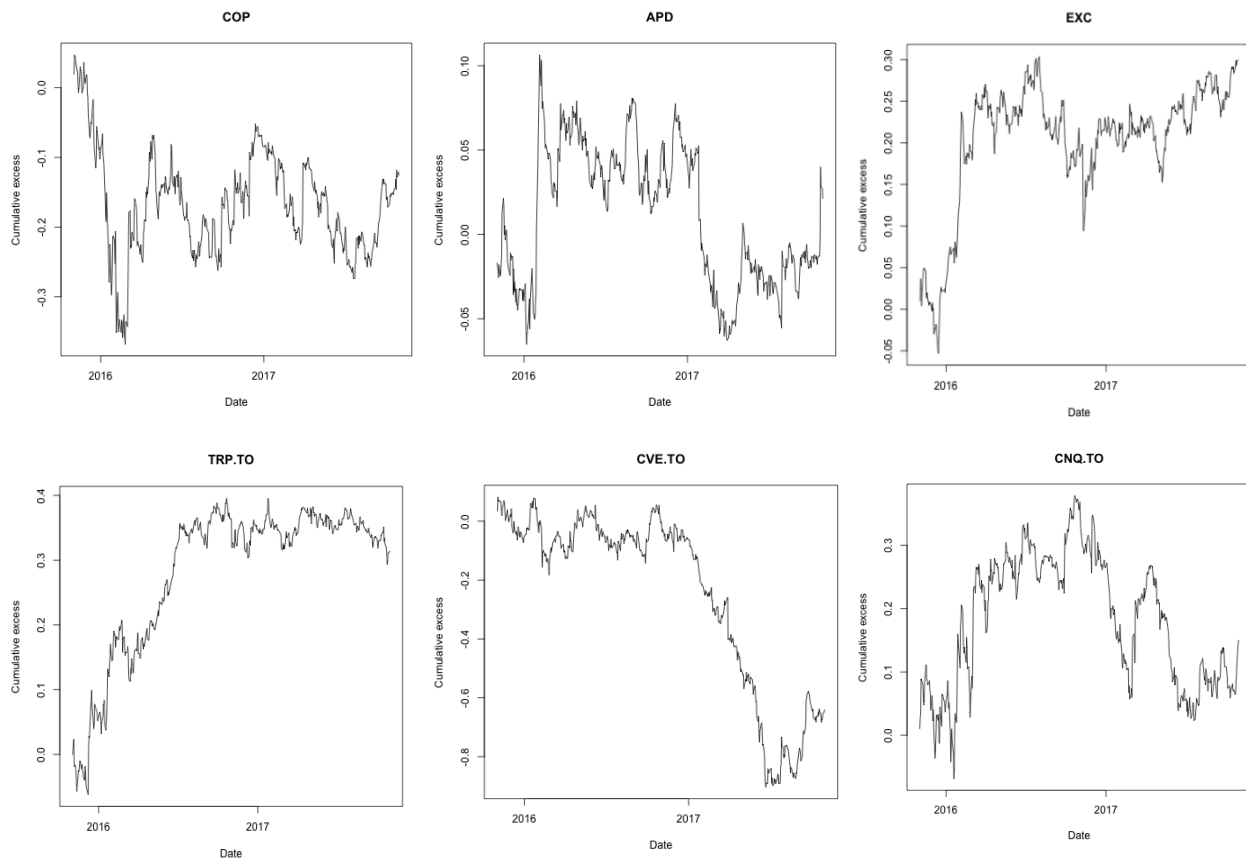 COP
Cumulative excess
0.0
-0.1
-0.2
-0.3
2016
2017
Date
APD
Cumulative excess
0.10
0.05
0.00
-0.05
2016
2017
Date
EXC
Cumulative excess
0.30
0.25
0.20
0.15
0.10
0.05
0.00
-0.05
2016
2017
Date
TRP.TO
Cumulative excess
0.4
0.3
0.2
0.1
0.0
2016
2017
Date
CVE.TO
Cumulative excess
0.0
-0.2
-0.4
-0.6
-0.8
2016
2017
Date
CNQ.TO
Cumulative excess
0.3
0.2
0.1
0.0
2016
2017
Date